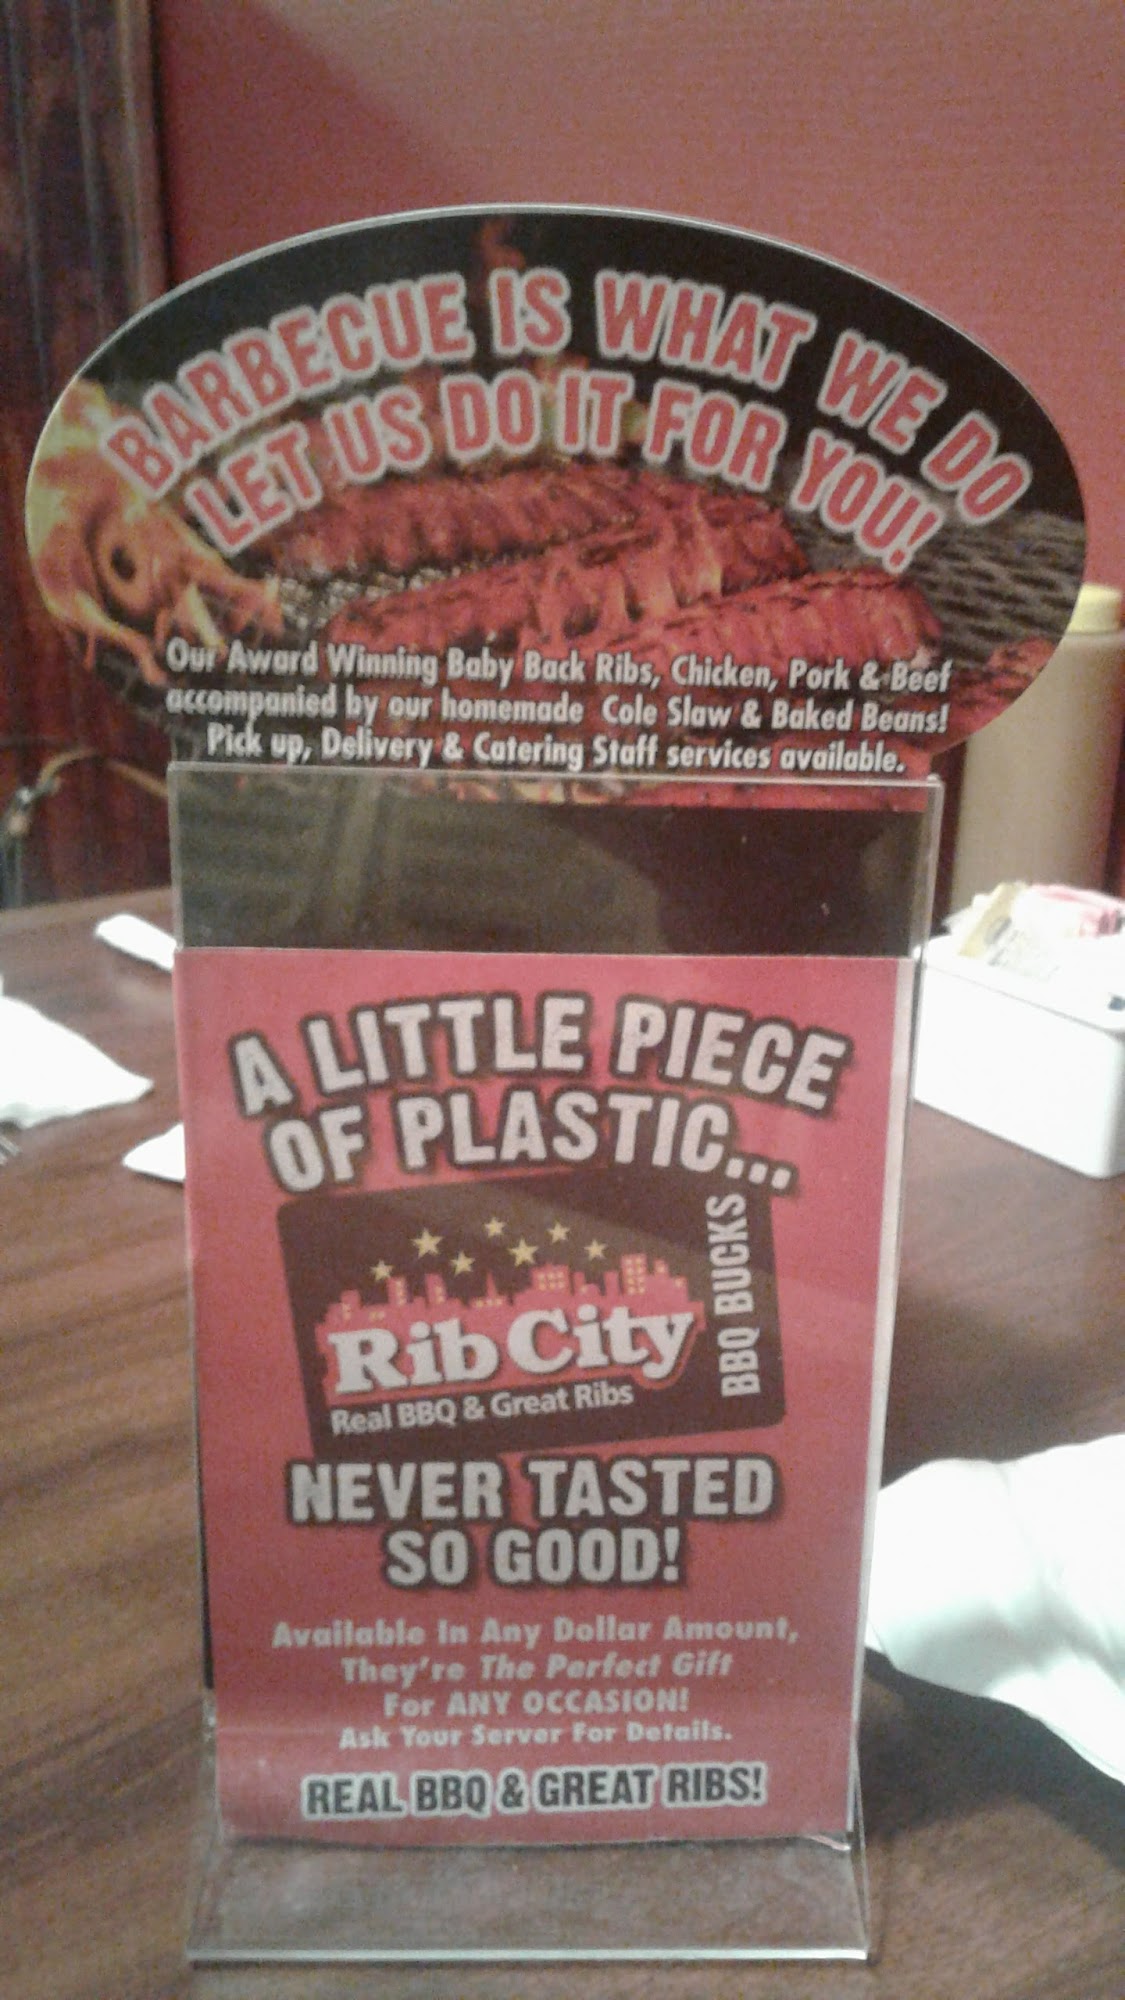 BARBECUE IS WHAT WE DO
LET US DO IT FOR YOU!
Our Award Winning Baby Back Ribs, Chicken, Pork & Beef
accompanied by our homemade Cole Slaw & Baked Beans!
Pick up, Delivery & Catering Staff services available.
A LITTLE PIECE
OF PLASTIC...
Rib City
Real BBQ & Great Ribs
BBQ BUCKS
NEVER TASTED
SO GOOD!
Available In Any Dollar Amount,
They're The Perfect Gift
For ANY OCCASION!
Ask Your Server For Details.
REAL BBQ & GREAT RIBS!